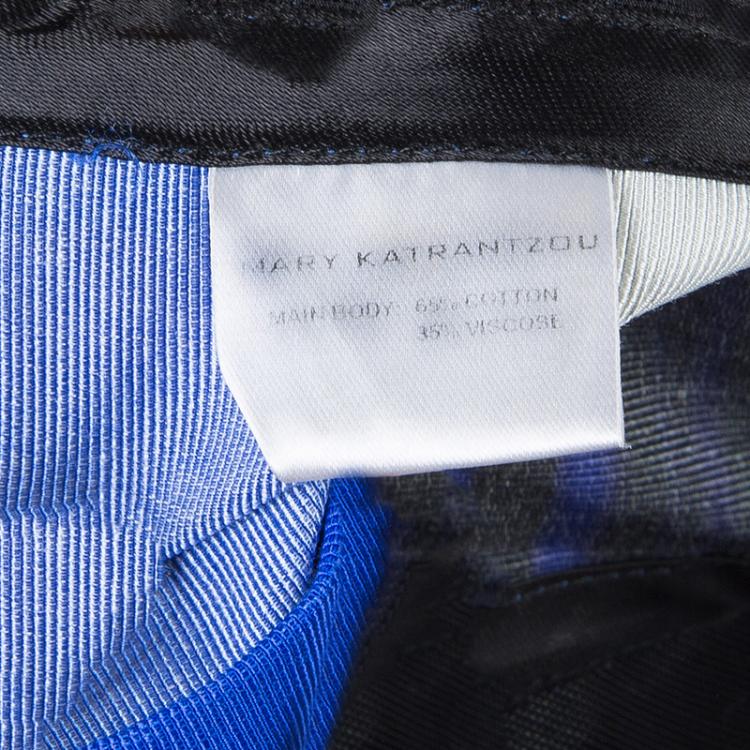 MARY KATRANTZOU
MAIN BODY: 65% COTTON
35% VISCOSE